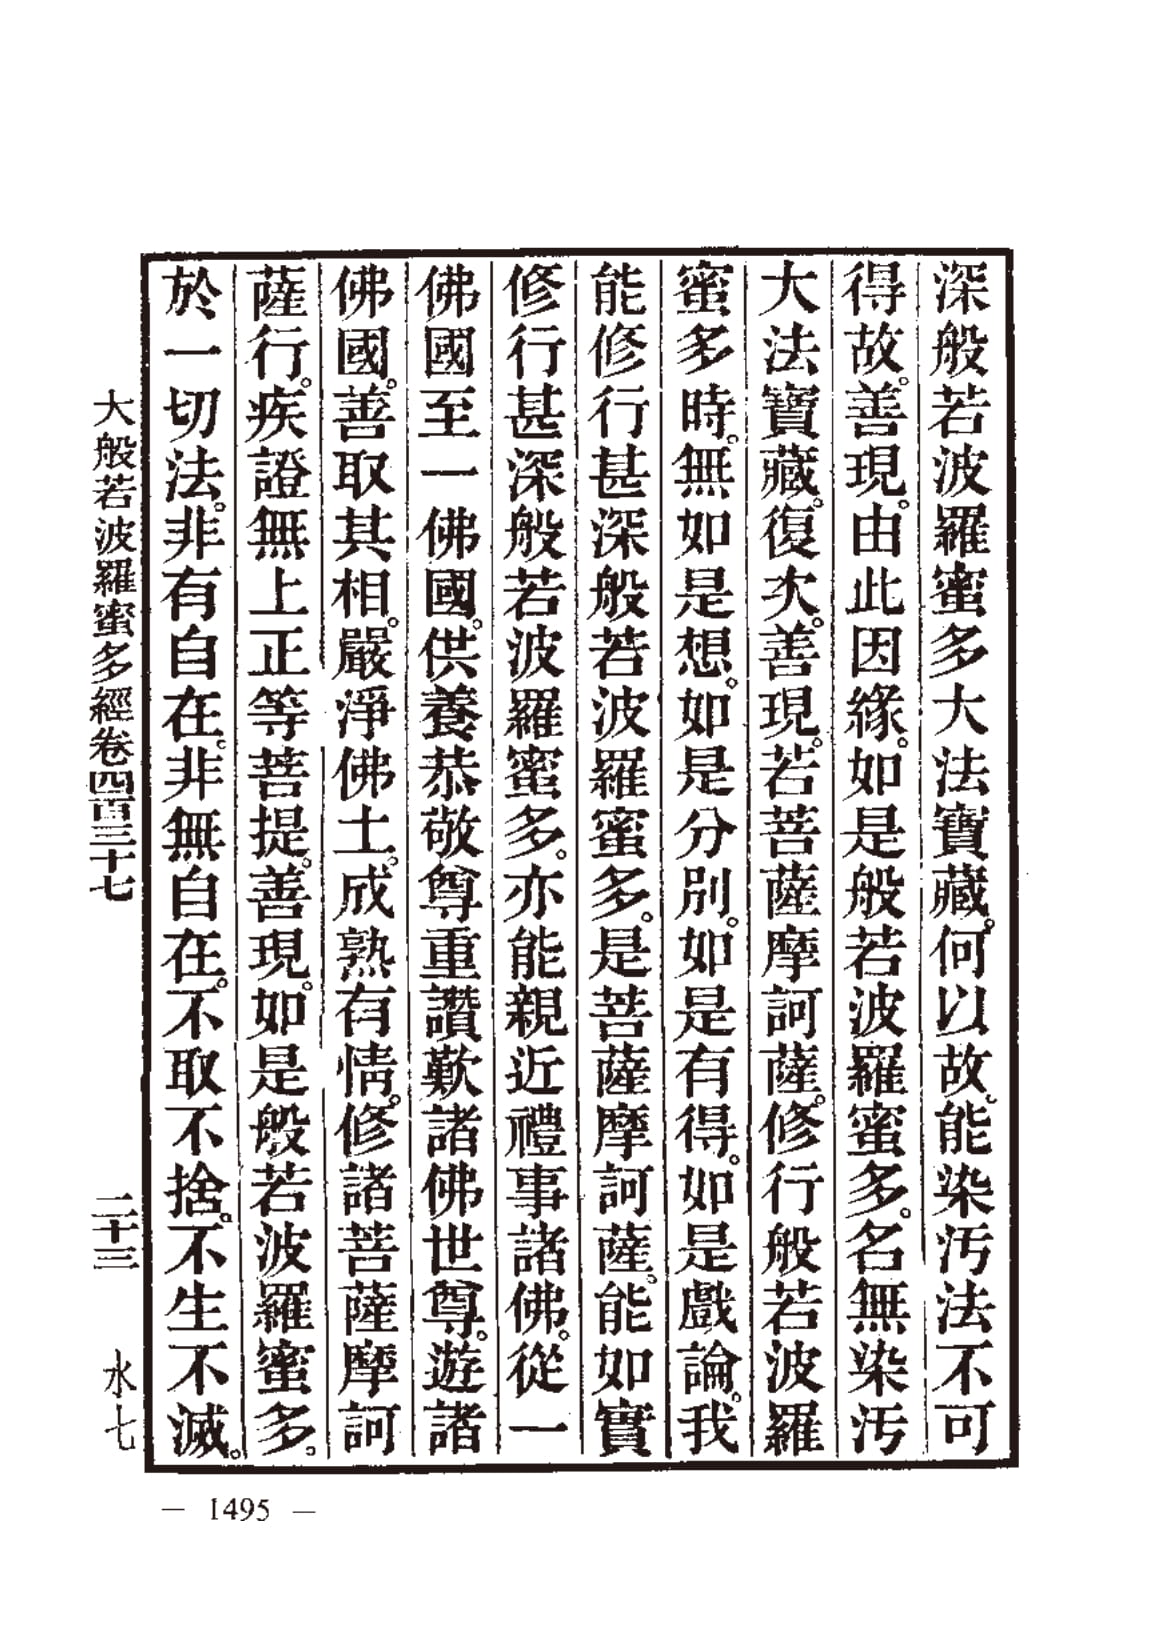 深般若波羅蜜多大法寶藏。何以故。能染汚法不可
得故。善現。由此因緣。如是般若波羅蜜多。名無染汚
大法寶藏。復次。善現。若菩薩摩訶薩。修行般若波羅
蜜多時。無如是想。如是分別。如是有得。如是戲論。我
能修行甚深般若波羅蜜多。是菩薩摩訶薩。能如實
修行甚深般若波羅蜜多。亦能親近禮事諸佛。從一
佛國至一佛國。供養恭敬尊重讚歎諸佛世尊。遊諸
佛國。善取其相。嚴淨佛土。成熟有情。修諸菩薩摩訶
薩行。疾證無上正等菩提。善現。如是般若波羅蜜多。
於一切法。非有自在。非無自在。不取不捨。不生不滅。
大般若波羅蜜多經卷四百三十七 二十三 水七
— 1495 —